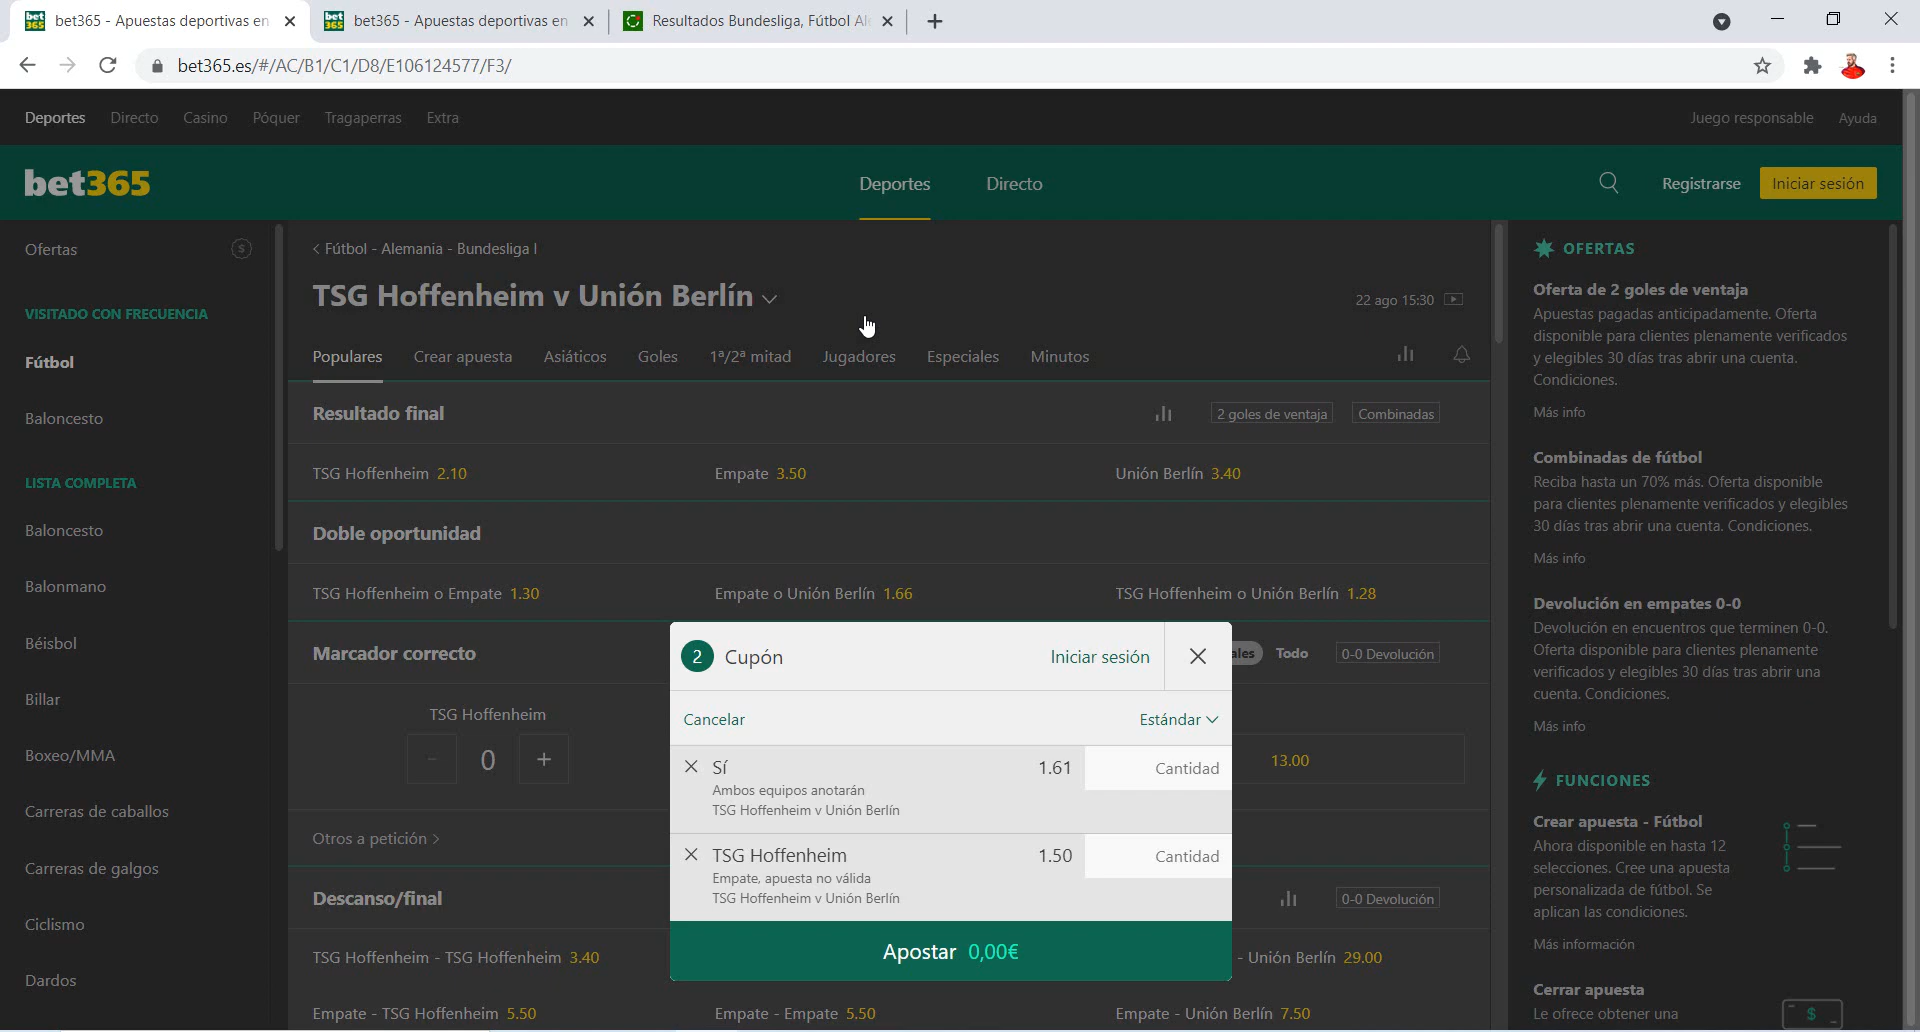 bet365 - Apuestas deportivas en
bet365 - Apuestas deportivas en
Resultados Bundesliga, Fútbol Al
bet365.es/#/AC/B1/C1/D8/E106124577/F3/
Deportes Directo Casino Póquer Tragaperras Extra
Juego responsable Ayuda
bet365
Deportes Directo
Registrarse Iniciar sesión
Ofertas
VISITADO CON FRECUENCIA
Fútbol
Baloncesto
LISTA COMPLETA
Baloncesto
Balonmano
Béisbol
Billar
Boxeo/MMA
Carreras de caballos
Carreras de galgos
Ciclismo
Dardos
< Fútbol - Alemania - Bundesliga I
TSG Hoffenheim v Unión Berlín
22 ago 15:30
Populares Crear apuesta Asiáticos Goles 1ª/2ª mitad Jugadores Especiales Minutos
Resultado final
2 goles de ventaja Combinadas
TSG Hoffenheim 2.10 Empate 3.50 Unión Berlín 3.40
Doble oportunidad
TSG Hoffenheim o Empate 1.30 Empate o Unión Berlín 1.66 TSG Hoffenheim o Unión Berlín 1.28
Marcador correcto
ales Todo 0-0 Devolución
TSG Hoffenheim
- 0 +
13.00
Otros a petición >
Descanso/final
0-0 Devolución
TSG Hoffenheim - TSG Hoffenheim 3.40
- Unión Berlín 29.00
Empate - TSG Hoffenheim 5.50 Empate - Empate 5.50 Empate - Unión Berlín 7.50
2 Cupón Iniciar sesión
Cancelar Estándar
Sí 1.61 Cantidad
Ambos equipos anotarán
TSG Hoffenheim v Unión Berlín
TSG Hoffenheim 1.50 Cantidad
Empate, apuesta no válida
TSG Hoffenheim v Unión Berlín
Apostar 0,00€
OFERTAS
Oferta de 2 goles de ventaja
Apuestas pagadas anticipadamente. Oferta
disponible para clientes plenamente verificados
y elegibles 30 días tras abrir una cuenta.
Condiciones.
Más info
Combinadas de fútbol
Reciba hasta un 70% más. Oferta disponible
para clientes plenamente verificados y elegibles
30 días tras abrir una cuenta. Condiciones.
Más info
Devolución en empates 0-0
Devolución en encuentros que terminen 0-0.
Oferta disponible para clientes plenamente
verificados y elegibles 30 días tras abrir una
cuenta. Condiciones.
Más info
FUNCIONES
Crear apuesta - Fútbol
Ahora disponible en hasta 12
selecciones. Cree una apuesta
personalizada de fútbol. Se
aplican las condiciones.
Más información
Cerrar apuesta
Le ofrece obtener una